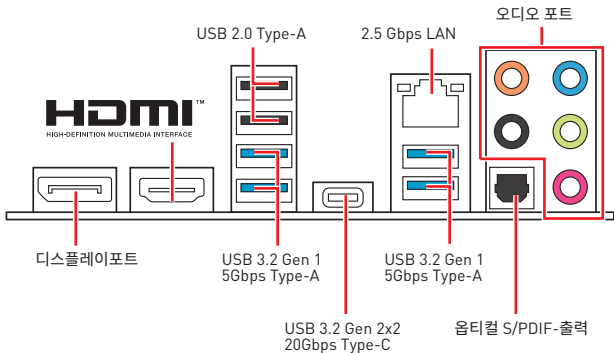 오디오 포트
USB 2.0 Type-A
2.5 Gbps LAN
HDMI™
HIGH-DEFINITION MULTIMEDIA INTERFACE
디스플레이포트
USB 3.2 Gen 1
5Gbps Type-A
USB 3.2 Gen 1
5Gbps Type-A
USB 3.2 Gen 2x2
20Gbps Type-C
옵티컬 S/PDIF-출력